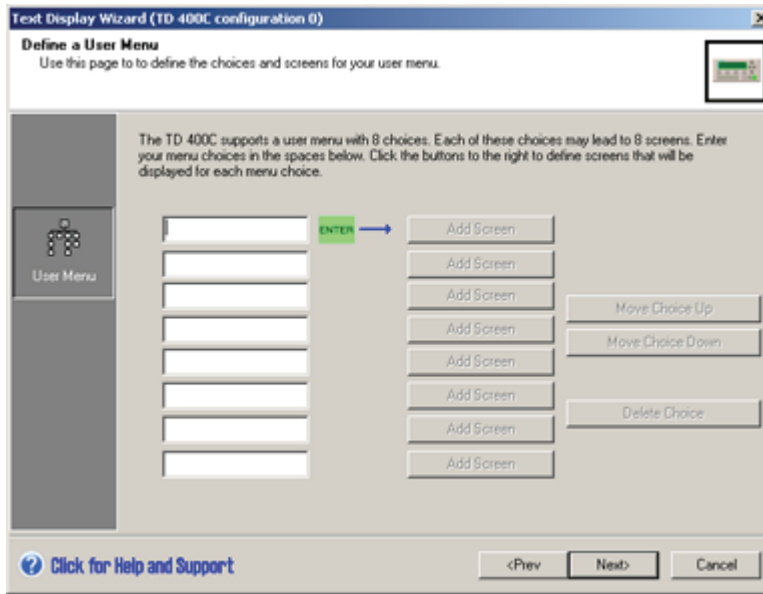 Text Display Wizard (TD 400C configuration 0)
Define a User Menu
Use this page to to define the choices and screens for your user menu.
The TD 400C supports a user menu with 8 choices. Each of these choices may lead to 8 screens. Enter
your menu choices in the spaces below. Click the buttons to the right to define screens that will be
displayed for each menu choice.
User Menu
ENTER
Add Screen
Add Screen
Add Screen
Add Screen
Add Screen
Add Screen
Add Screen
Add Screen
Move Choice Up
Move Choice Down
Delete Choice
Click for Help and Support
<Prev
Next>
Cancel